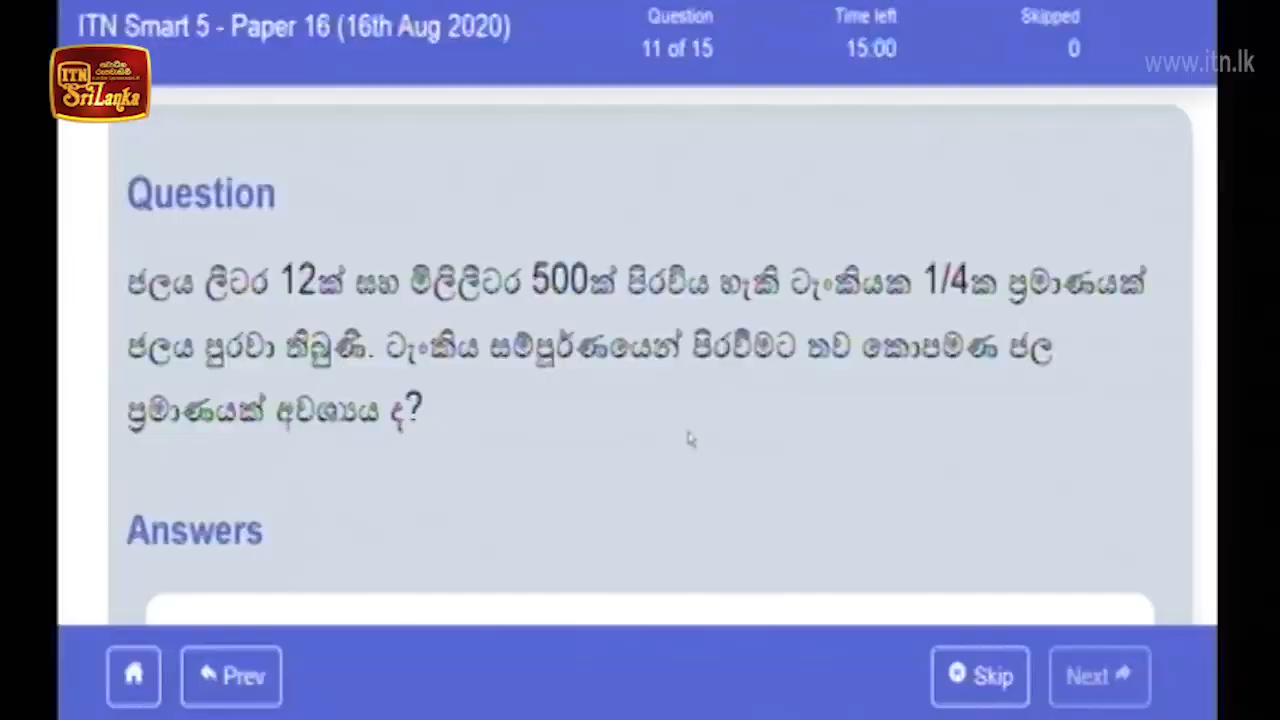 ITN Smart 5 - Paper 16 (16th Aug 2020)
Question
11 of 15
Time left
15:00
Skipped
0
www.itn.lk
ITN
SriLanka
Question
ජලය ලීටර 12ක් සහ මිලිලීටර 500ක් පිරවිය හැකි ටැංකියක 1/4ක ප්‍රමාණයක්
ජලය පුරවා තිබුණි. ටැංකිය සම්පූර්ණයෙන් පිරවීමට තව කොපමණ ජල
ප්‍රමාණයක් අවශ්‍යය ද?
Answers
Prev
Skip
Next